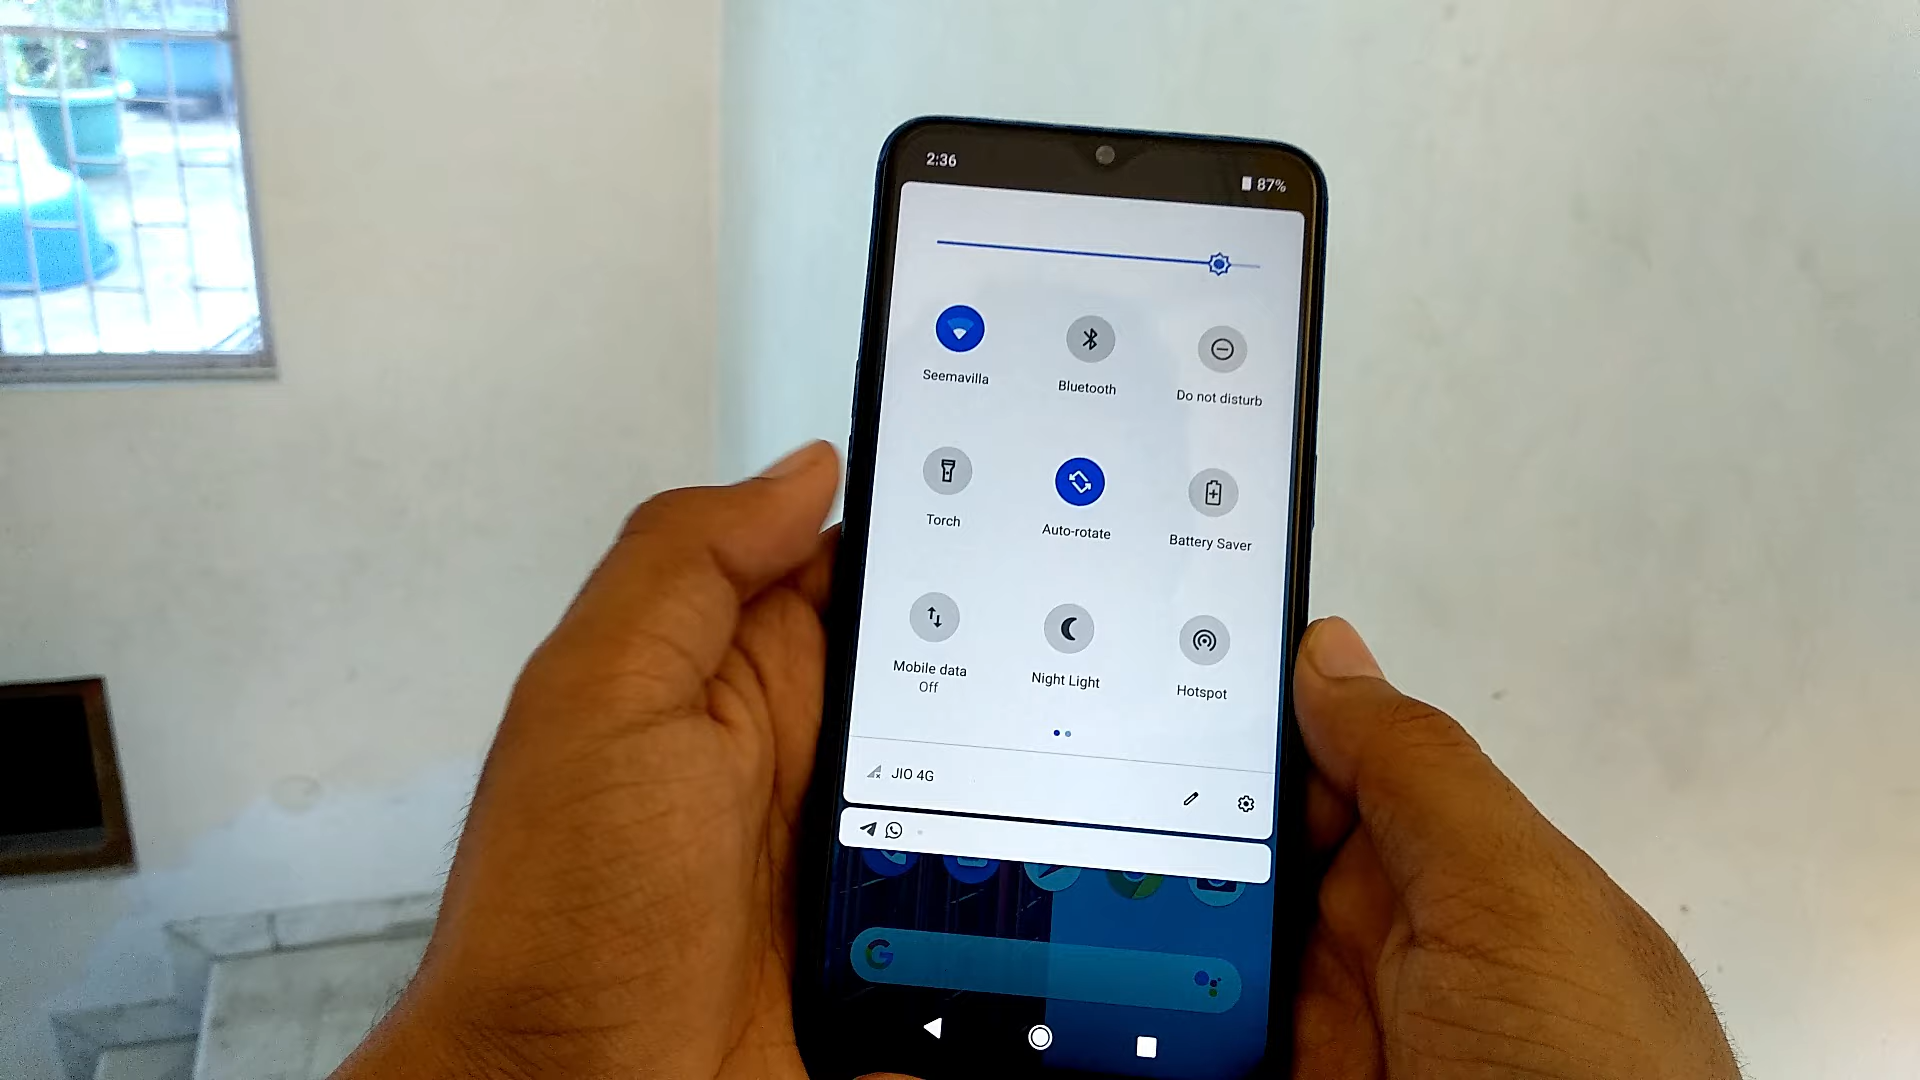 2:36
87%
Seemavilla
Bluetooth
Do not disturb
Torch
Auto-rotate
Battery Saver
Mobile data
Off
Night Light
Hotspot
JIO 4G
G